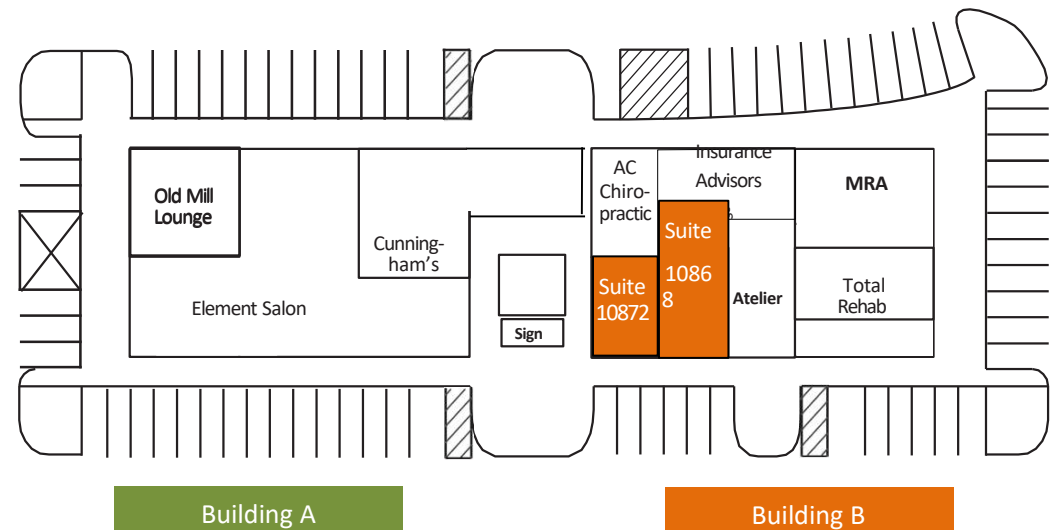 Old Mill
Lounge
Cunning-
ham’s
Element Salon
Sign
AC
Chiro-
practic
Insurance
Advisors
MRA
Suite
1086
8
Suite
10872
Atelier
Total
Rehab
Building A
Building B